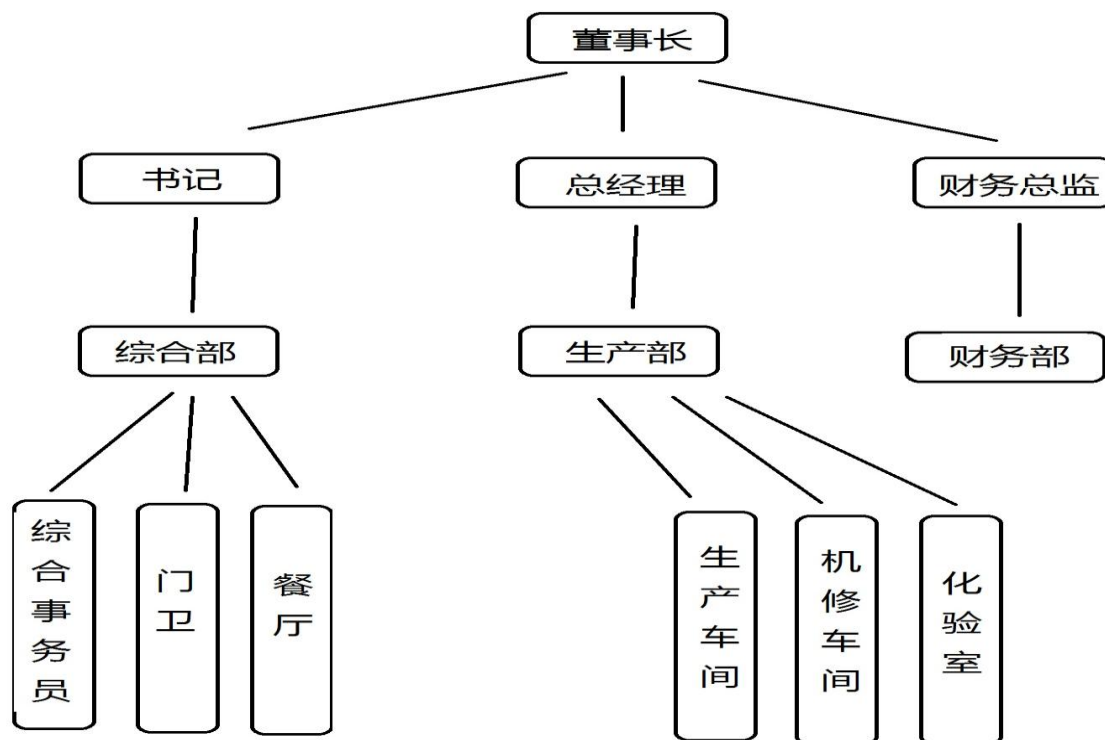 董事长
书记
总经理
财务总监
综合部
生产部
财务部
综合事务员
门卫
餐厅
生产车间
机修车间
化验室